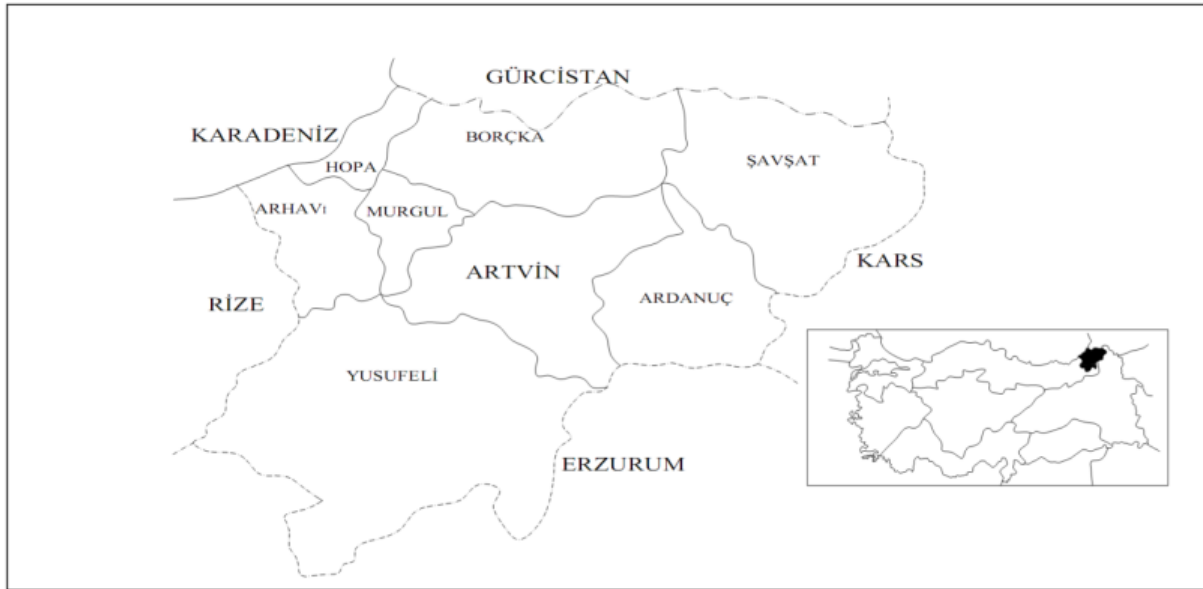 GÜRCİSTAN
KARADENİZ
BORÇKA
HOPA
ŞAVŞAT
ARHAVı
MURGUL
ARTVİN
KARS
RİZE
ARDANUÇ
YUSUFELİ
ERZURUM